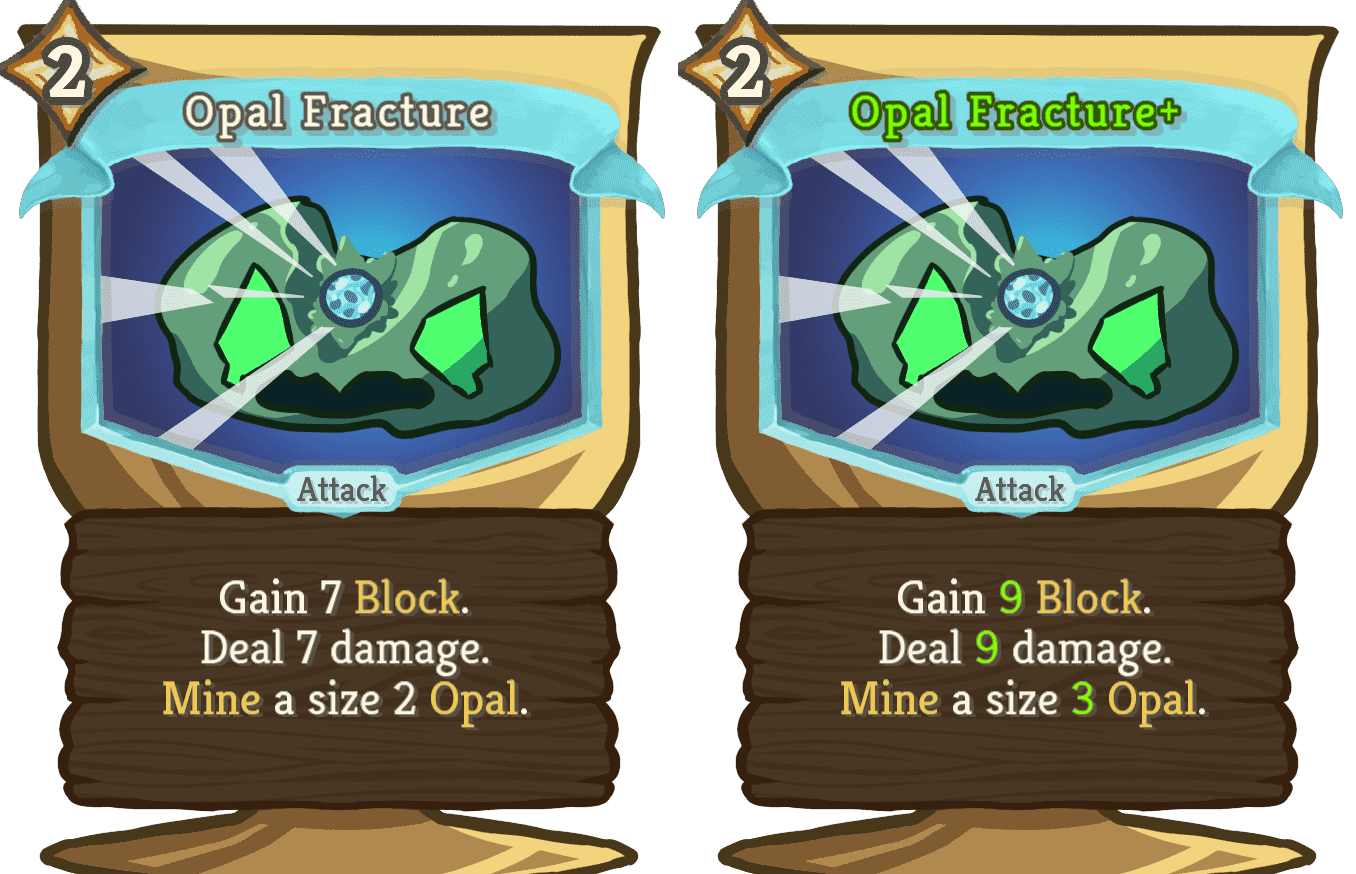 2
Opal Fracture
Attack
Gain 7 Block.
Deal 7 damage.
Mine a size 2 Opal.
2
Opal Fracture+
Attack
Gain 9 Block.
Deal 9 damage.
Mine a size 3 Opal.